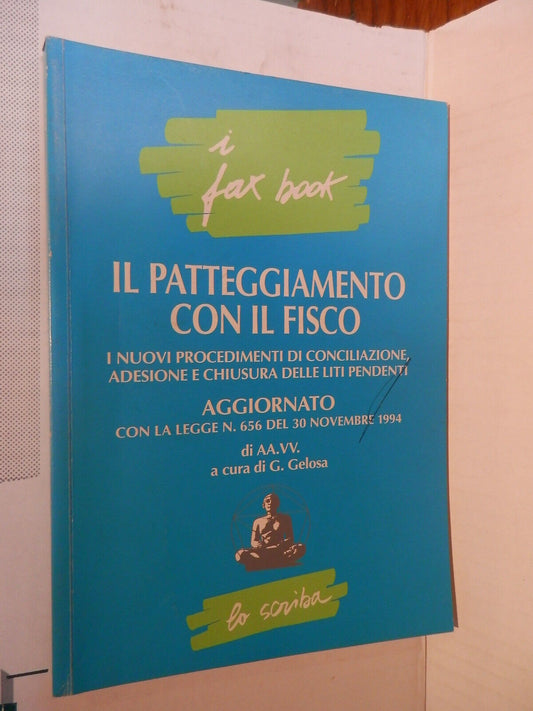 i
fax book
IL PATTEGGIAMENTO
CON IL FISCO
I NUOVI PROCEDIMENTI DI CONCILIAZIONE,
ADESIONE E CHIUSURA DELLE LITI PENDENTI
AGGIORNATO
CON LA LEGGE N. 656 DEL 30 NOVEMBRE 1994
di AA.VV.
a cura di G. Gelosa
lo scriba